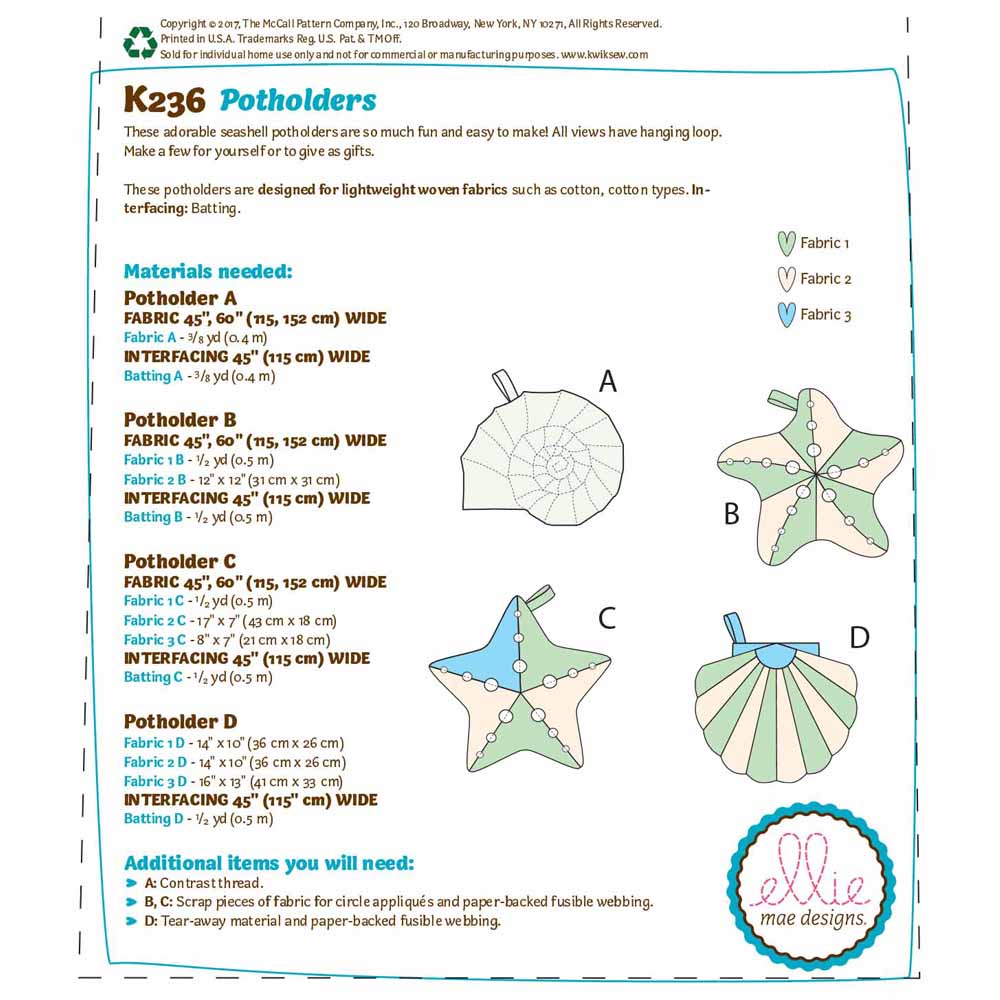 Copyright © 2017, The McCall Pattern Company, Inc., 120 Broadway, New York, NY 10271, All Rights Reserved.
Printed in U.S.A. Trademarks Reg. U.S. Pat. & TM Off.
Sold for individual home use only and not for commercial or manufacturing purposes. www.kwiksew.com
K236 Potholders
These adorable seashell potholders are so much fun and easy to make! All views have hanging loop.
Make a few for yourself or to give as gifts.
These potholders are designed for lightweight woven fabrics such as cotton, cotton types. In-
terfacing: Batting.
Fabric 1
Fabric 2
Fabric 3
Materials needed:
Potholder A
FABRIC 45", 60" (115, 152 cm) WIDE
Fabric A - 3/8 yd (0.4 m)
INTERFACING 45" (115 cm) WIDE
Batting A - 3/8 yd (0.4 m)
Potholder B
FABRIC 45", 60" (115, 152 cm) WIDE
Fabric 1 B - 1/2 yd (0.5 m)
Fabric 2 B - 12" x 12" (31 cm x 31 cm)
INTERFACING 45" (115 cm) WIDE
Batting B - 1/2 yd (0.5 m)
Potholder C
FABRIC 45", 60" (115, 152 cm) WIDE
Fabric 1 C - 1/2 yd (0.5 m)
Fabric 2 C - 17" x 7" (43 cm x 18 cm)
Fabric 3 C - 8" x 7" (21 cm x 18 cm)
INTERFACING 45" (115 cm) WIDE
Batting C - 1/2 yd (0.5 m)
Potholder D
Fabric 1 D - 14" x 10" (36 cm x 26 cm)
Fabric 2 D - 14" x 10" (36 cm x 26 cm)
Fabric 3 D - 16" x 13" (41 cm x 33 cm)
INTERFACING 45" (115" cm) WIDE
Batting D - 1/2 yd (0.5 m)
A
B
C
D
Additional items you will need:
A: Contrast thread.
B, C: Scrap pieces of fabric for circle appliqués and paper-backed fusible webbing.
D: Tear-away material and paper-backed fusible webbing.
ellie
mae designs.